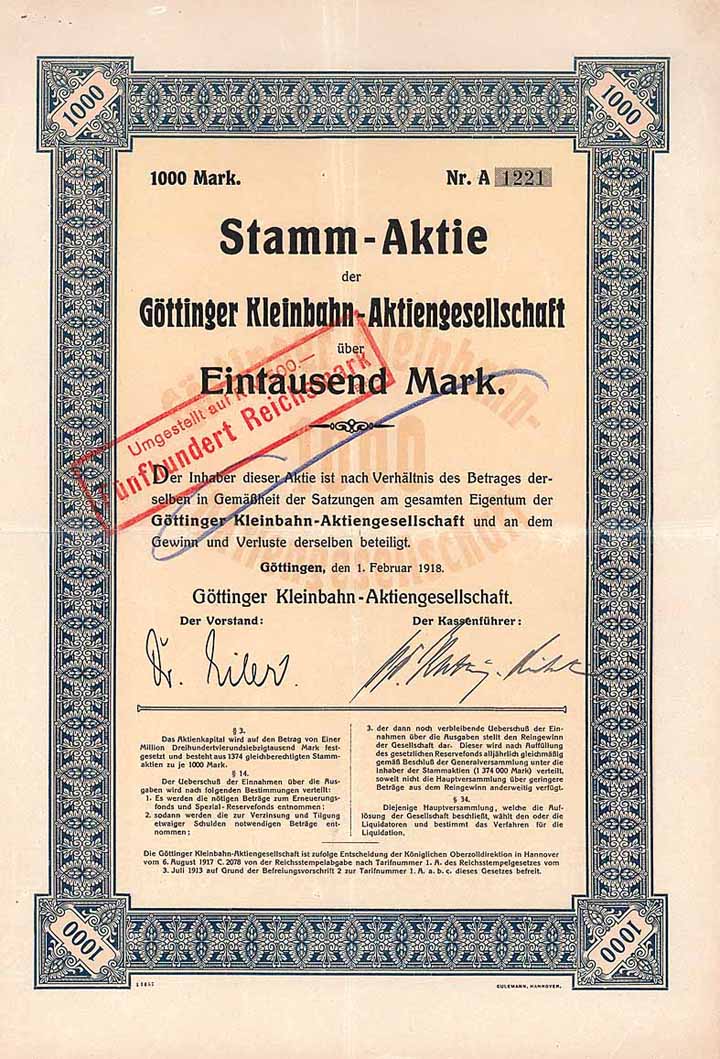 1000
1000
1000 Mark.
Nr. A 1221
Stamm-Aktie
der
Göttinger Kleinbahn-Aktiengesellschaft
über
Eintausend Mark.
Umgestellt auf 500.—
Fünfhundert Reichsmark
1000
Der Inhaber dieser Aktie ist nach Verhältnis des Betrages der-
selben in Gemäßheit der Satzungen am gesamten Eigentum der
Göttinger Kleinbahn-Aktiengesellschaft und an dem
Gewinn und Verluste derselben beteiligt.
Göttingen, den 1. Februar 1918.
Göttinger Kleinbahn-Aktiengesellschaft.
Der Vorstand:
Der Kassenführer:
Dr. Eilers.
§ 3.
Das Aktienkapital wird auf den Betrag von Einer
Million Dreihundertvierundsiebzigtausend Mark fest-
gesetzt und besteht aus 1374 gleichberechtigten Stamm-
aktien zu je 1000 Mark.
§ 14.
Der Ueberschuß der Einnahmen über die Aus-
gaben wird nach folgenden Bestimmungen verteilt:
1. Es werden die nötigen Beträge zum Erneuerungs-
fonds und Spezial-Reservefonds entnommen:
2. sodann werden die zur Verzinsung und Tilgung
etwaiger Schulden notwendigen Beträge ent-
nommen:
3. der dann noch verbleibende Ueberschuß der Ein-
nahmen über die Ausgaben stellt den Reingewinn
der Gesellschaft dar. Dieser wird nach Auffüllung
des gesetzlichen Reservefonds alljährlich gleichmäßig
gemäß Beschluß der Generalversammlung unter die
Inhaber der Stammaktien (1 374 000 Mark) verteilt,
soweit nicht die Hauptversammlung über geringere
Beträge aus dem Reingewinn anderweitig verfügt.
§ 34.
Diejenige Hauptversammlung, welche die Auf-
lösung der Gesellschaft beschließt, wählt den oder die
Liquidatoren und bestimmt das Verfahren für die
Liquidation.
Die Göttinger Kleinbahn-Aktiengesellschaft ist zufolge Entscheidung der Königlichen Oberzolldirektion in Hannover
vom 6. August 1917 C. 2078 von der Reichsstempelabgabe nach Tarifnummer 1. A. des Reichsstempelgesetzes vom
3. Juli 1913 auf Grund der Befreiungsvorschrift 2 zur Tarifnummer 1. A. a. b. c. dieses Gesetzes befreit.
1000
1000
CULEMANN, HANNOVER.